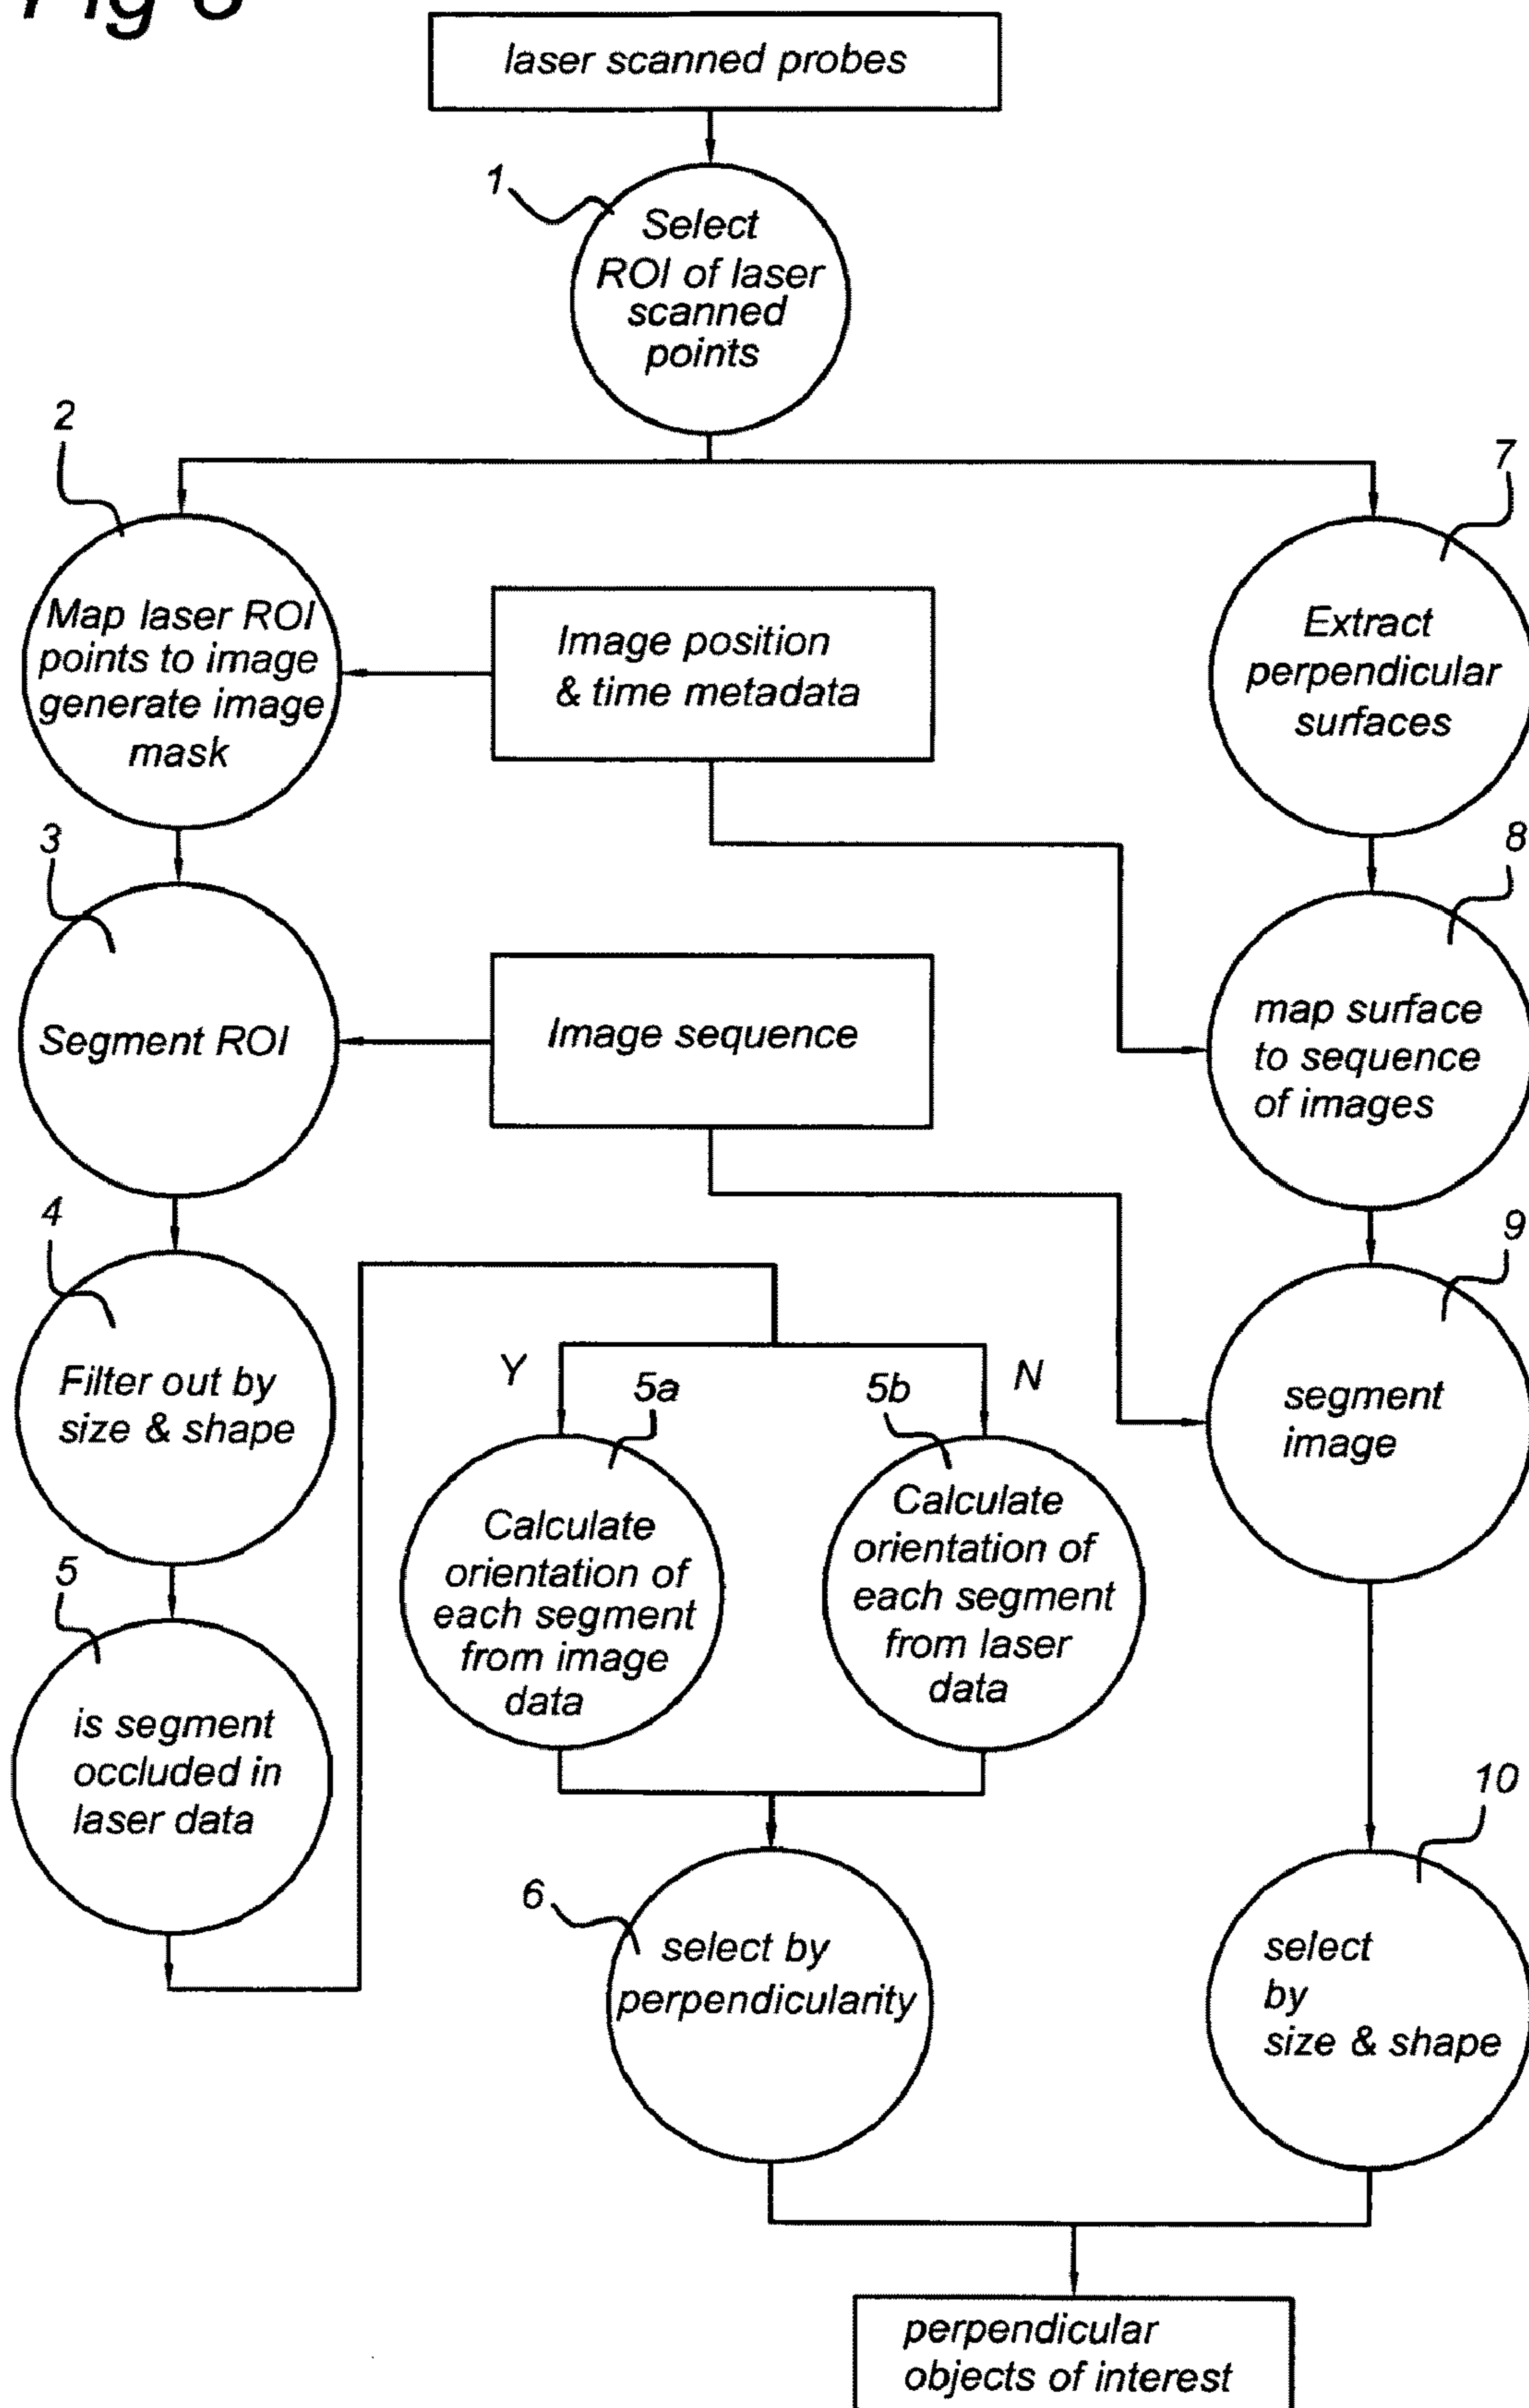 Fig
laser scanned probes
1
Select
ROI of laser
scanned
points
2
7
Map laser ROI
points to image
generate image
mask
Image position
& time metadata
Extract
perpendicular
surfaces
3
8
Segment ROI
Image sequence
map surface
to sequence
of images
4
9
Filter out by
size & shape
Y
N
5a
5b
segment
image
Calculate
orientation of
each segment
from image
data
Calculate
orientation of
each segment
from laser
data
5
is segment
occluded in
laser data
10
6
select by
perpendicularity
select
by
size & shape
perpendicular
objects of interest